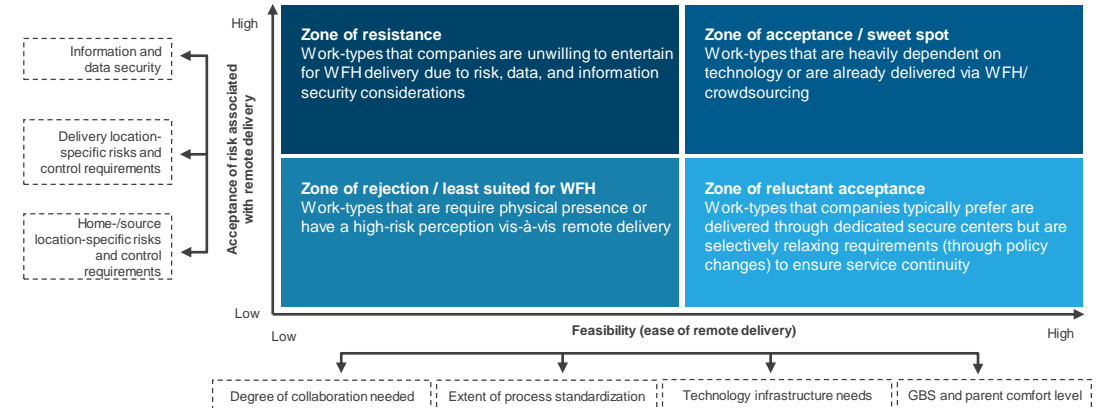 High
Information and
data security
Delivery location-
specific risks and
control requirements
Home-/source
location-specific risks
and control
requirements
Acceptance of risk associated
with remote delivery
Zone of resistance
Work-types that companies are unwilling to entertain
for WFH delivery due to risk, data, and information
security considerations
Zone of acceptance / sweet spot
Work-types that are heavily dependent on
technology or are already delivered via WFH/
crowdsourcing
Zone of rejection / least suited for WFH
Work-types that are require physical presence or
have a high-risk perception vis-à-vis remote delivery
Zone of reluctant acceptance
Work-types that companies typically prefer are
delivered through dedicated secure centers but are
selectively relaxing requirements (through policy
changes) to ensure service continuity
Low
Low
Feasibility (ease of remote delivery)
High
Degree of collaboration needed
Extent of process standardization
Technology infrastructure needs
GBS and parent comfort level